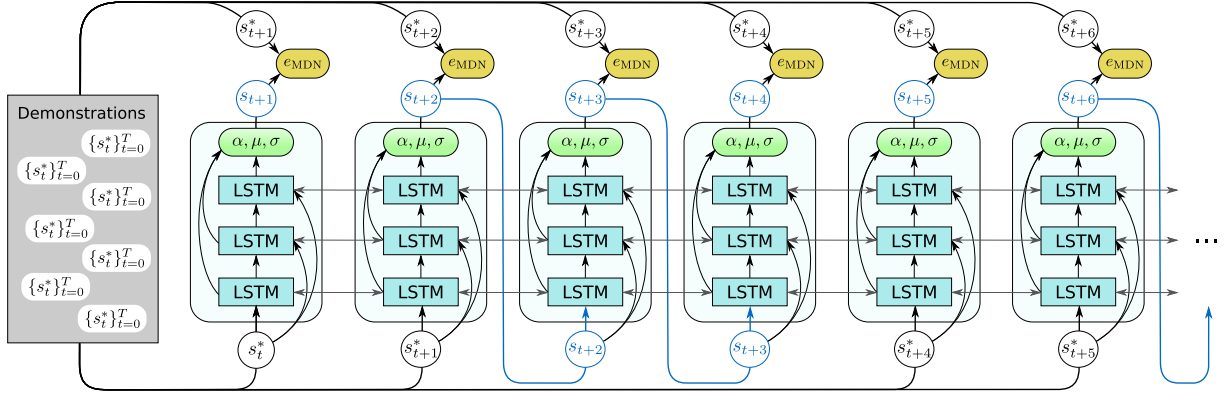 s*_{t+1} s*_{t+2} s*_{t+3} s*_{t+4} s*_{t+5} s*_{t+6}
e_MDN e_MDN e_MDN e_MDN e_MDN e_MDN
s_{t+1} s_{t+2} s_{t+3} s_{t+4} s_{t+5} s_{t+6}
Demonstrations
{s*_t}^T_{t=0}
{s*_t}^T_{t=0}
{s*_t}^T_{t=0}
{s*_t}^T_{t=0}
{s*_t}^T_{t=0}
{s*_t}^T_{t=0}
{s*_t}^T_{t=0}
α, μ, σ α, μ, σ α, μ, σ α, μ, σ α, μ, σ α, μ, σ
LSTM LSTM LSTM LSTM LSTM LSTM
LSTM LSTM LSTM LSTM LSTM LSTM
...
LSTM LSTM LSTM LSTM LSTM LSTM
s*_t s*_{t+1} s_{t+2} s_{t+3} s*_{t+4} s*_{t+5}